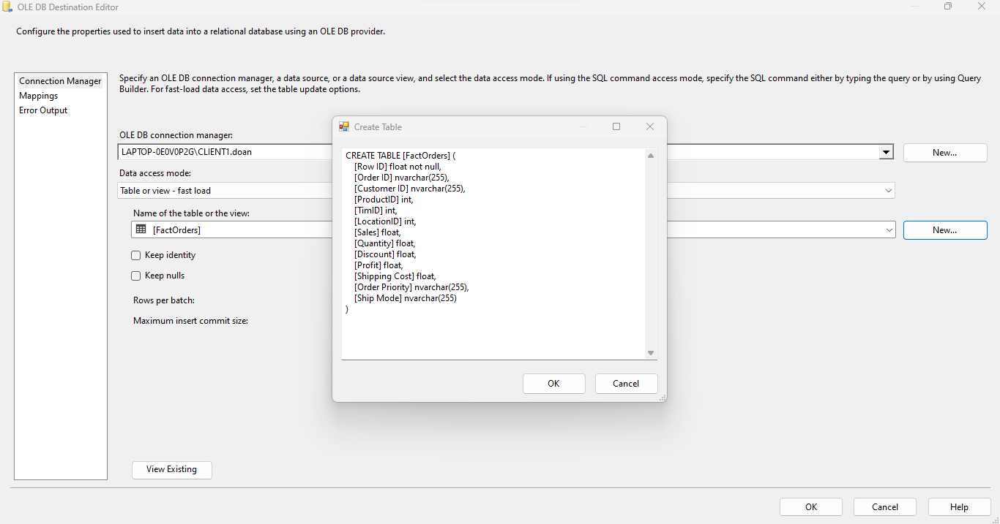 OLE DB Destination Editor
Configure the properties used to insert data into a relational database using an OLE DB provider.
Connection Manager
Mappings
Error Output
Specify an OLE DB connection manager, a data source, or a data source view, and select the data access mode. If using the SQL command access mode, specify the SQL command either by typing the query or by using Query
Builder. For fast-load data access, set the table update options.
OLE DB connection manager:
LAPTOP-0E0V0P2G\CLIENT1.doan
New...
Data access mode:
Table or view - fast load
Name of the table or the view:
[FactOrders]
New...
Keep identity
Keep nulls
Rows per batch:
Maximum insert commit size:
View Existing
Create Table
CREATE TABLE [FactOrders] (
[Row ID] float not null,
[Order ID] nvarchar(255),
[Customer ID] nvarchar(255),
[ProductID] int,
[TimID] int,
[LocationID] int,
[Sales] float,
[Quantity] float,
[Discount] float,
[Profit] float,
[Shipping Cost] float,
[Order Priority] nvarchar(255),
[Ship Mode] nvarchar(255)
)
OK
Cancel
OK
Cancel
Help